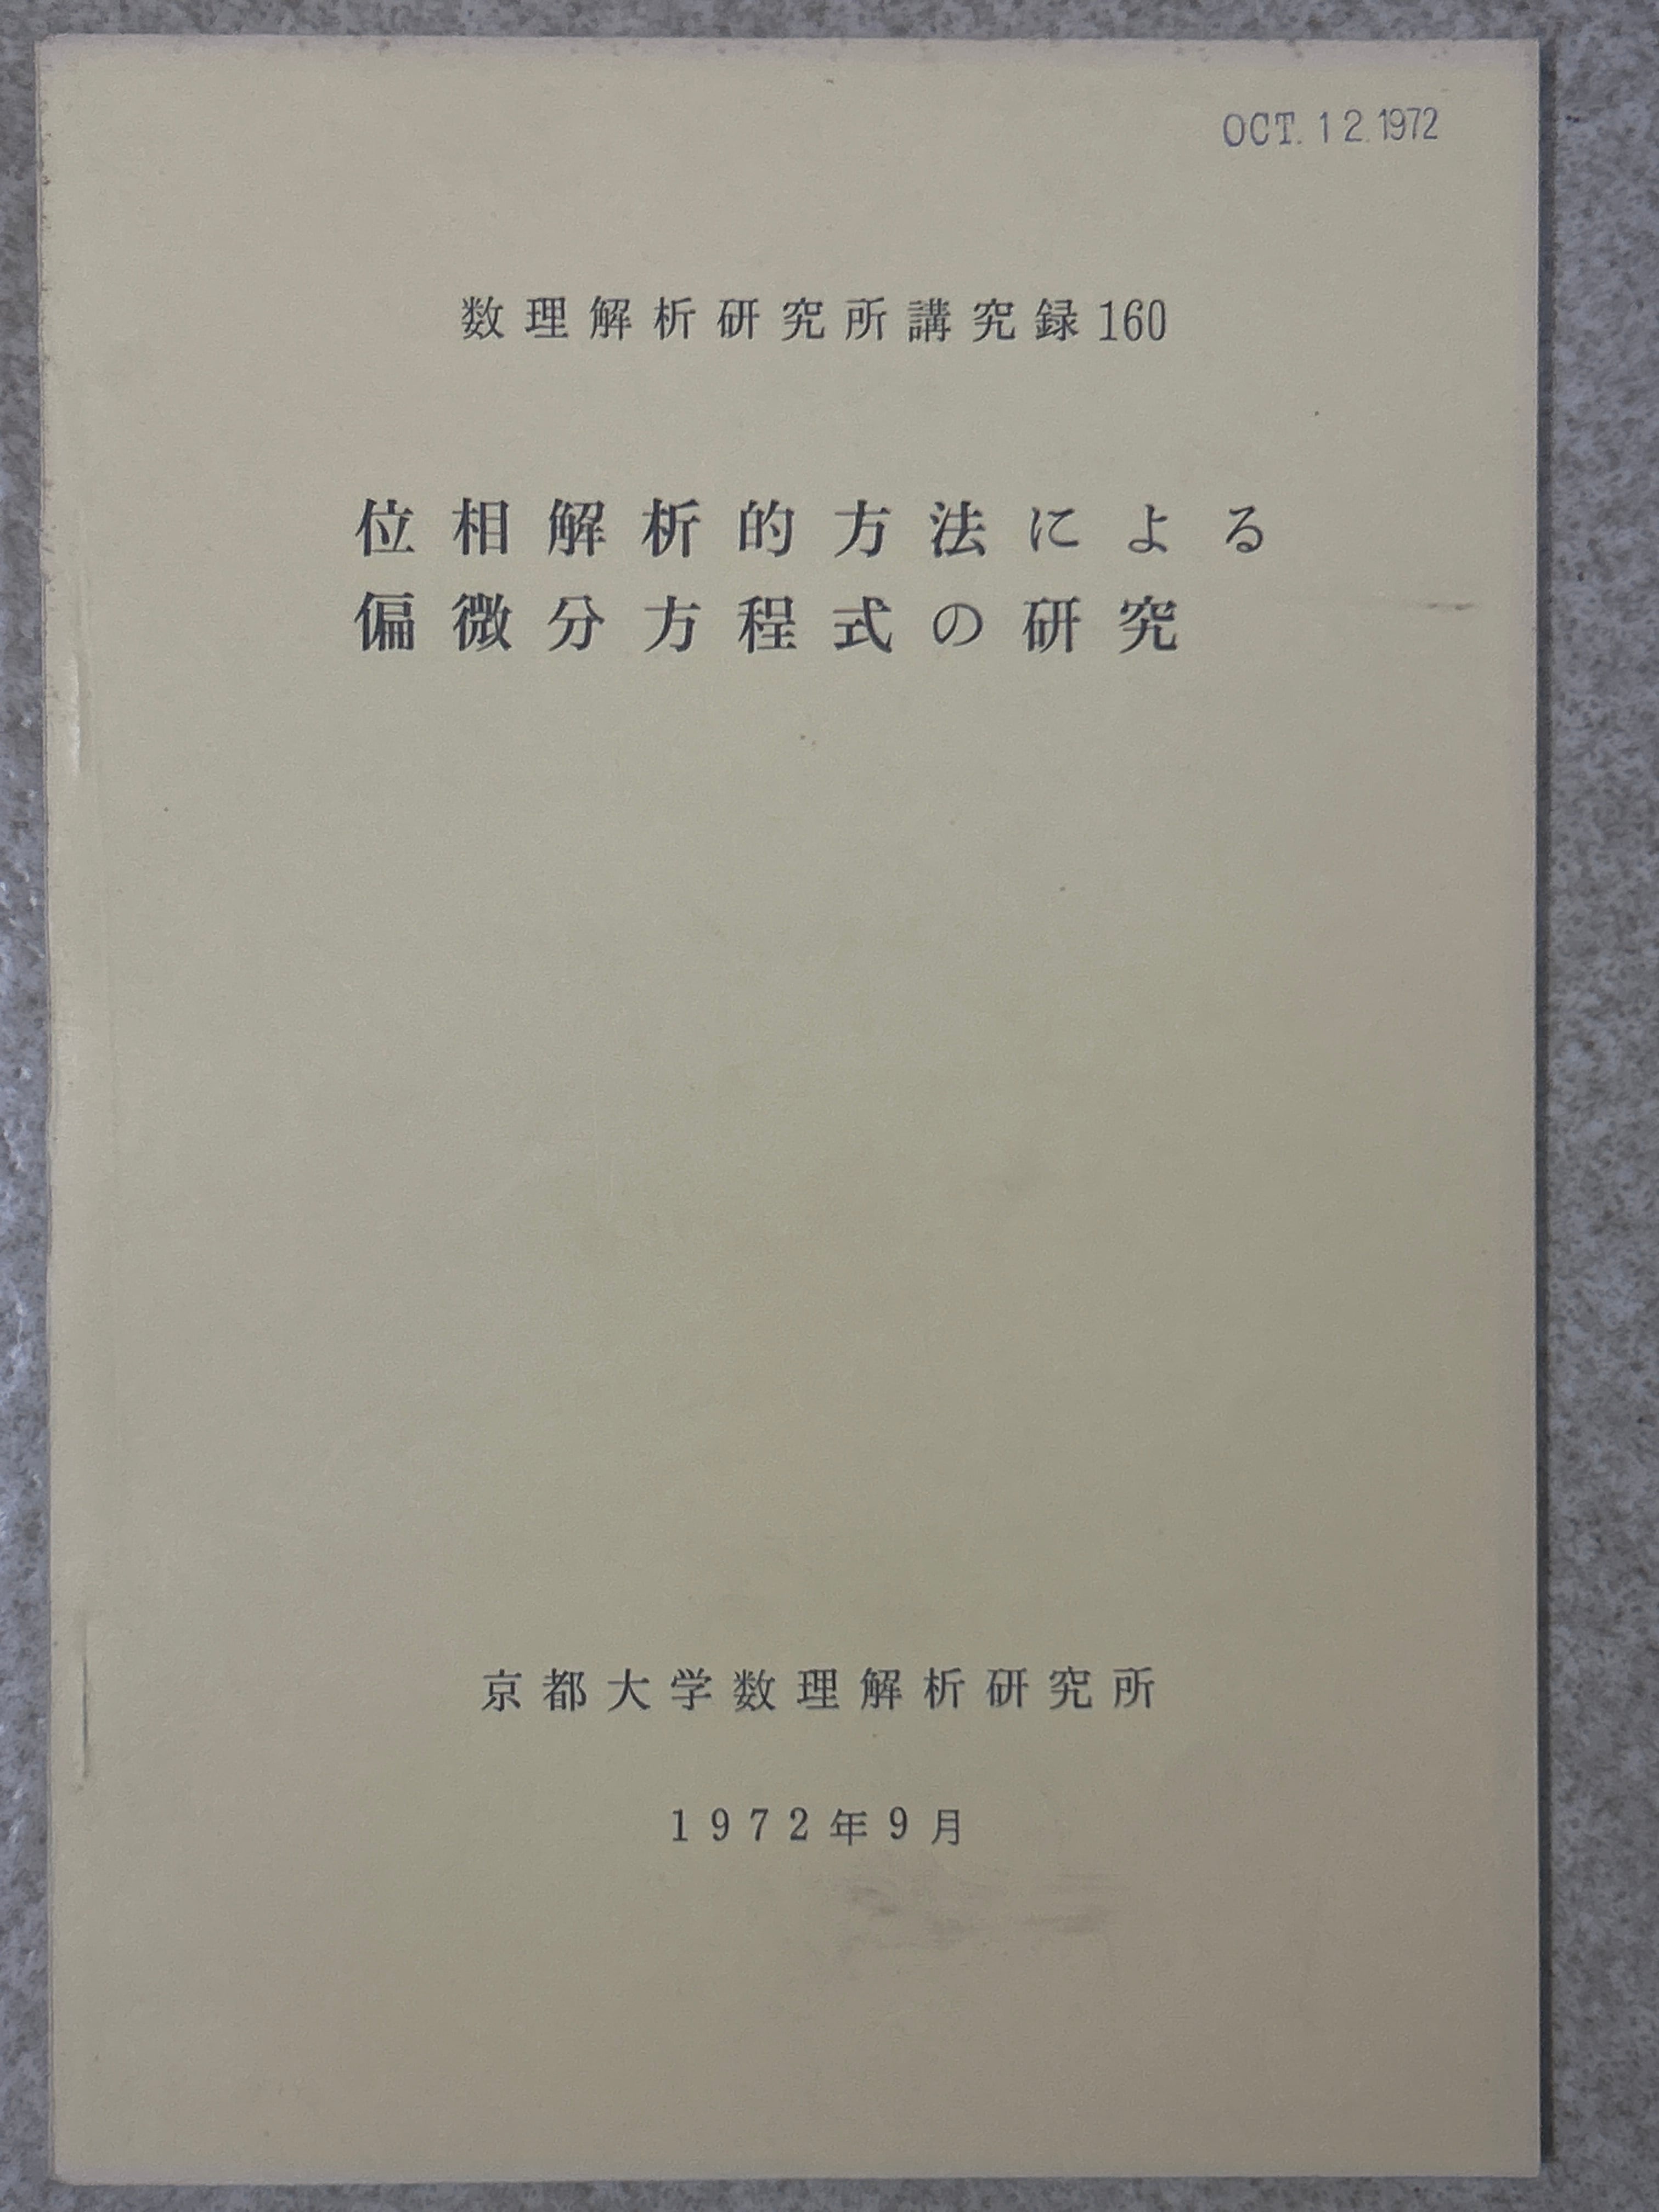 OCT. 12. 1972
数理解析研究所講究録160
位相解析的方法による
偏微分方程式の研究
京都大学数理解析研究所
1972年9月